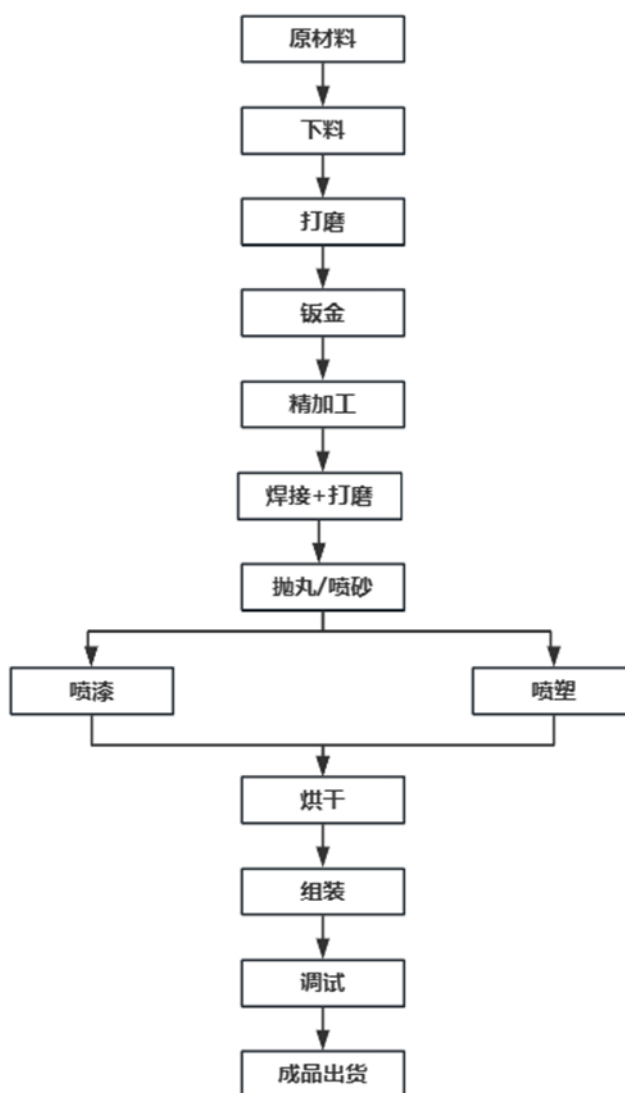 原材料
下料
打磨
钣金
精加工
焊接+打磨
抛丸/喷砂
喷漆
喷塑
烘干
组装
调试
成品出货